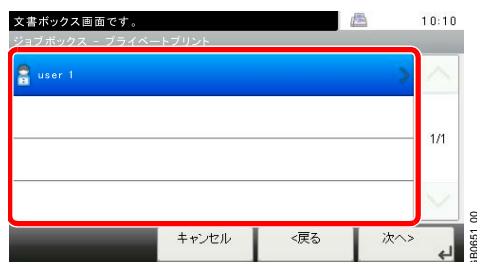 文書ボックス画面です。 10:10
ジョブボックス - プライベートプリント
user 1
1/1
キャンセル <戻る 次へ>
GB0651_00